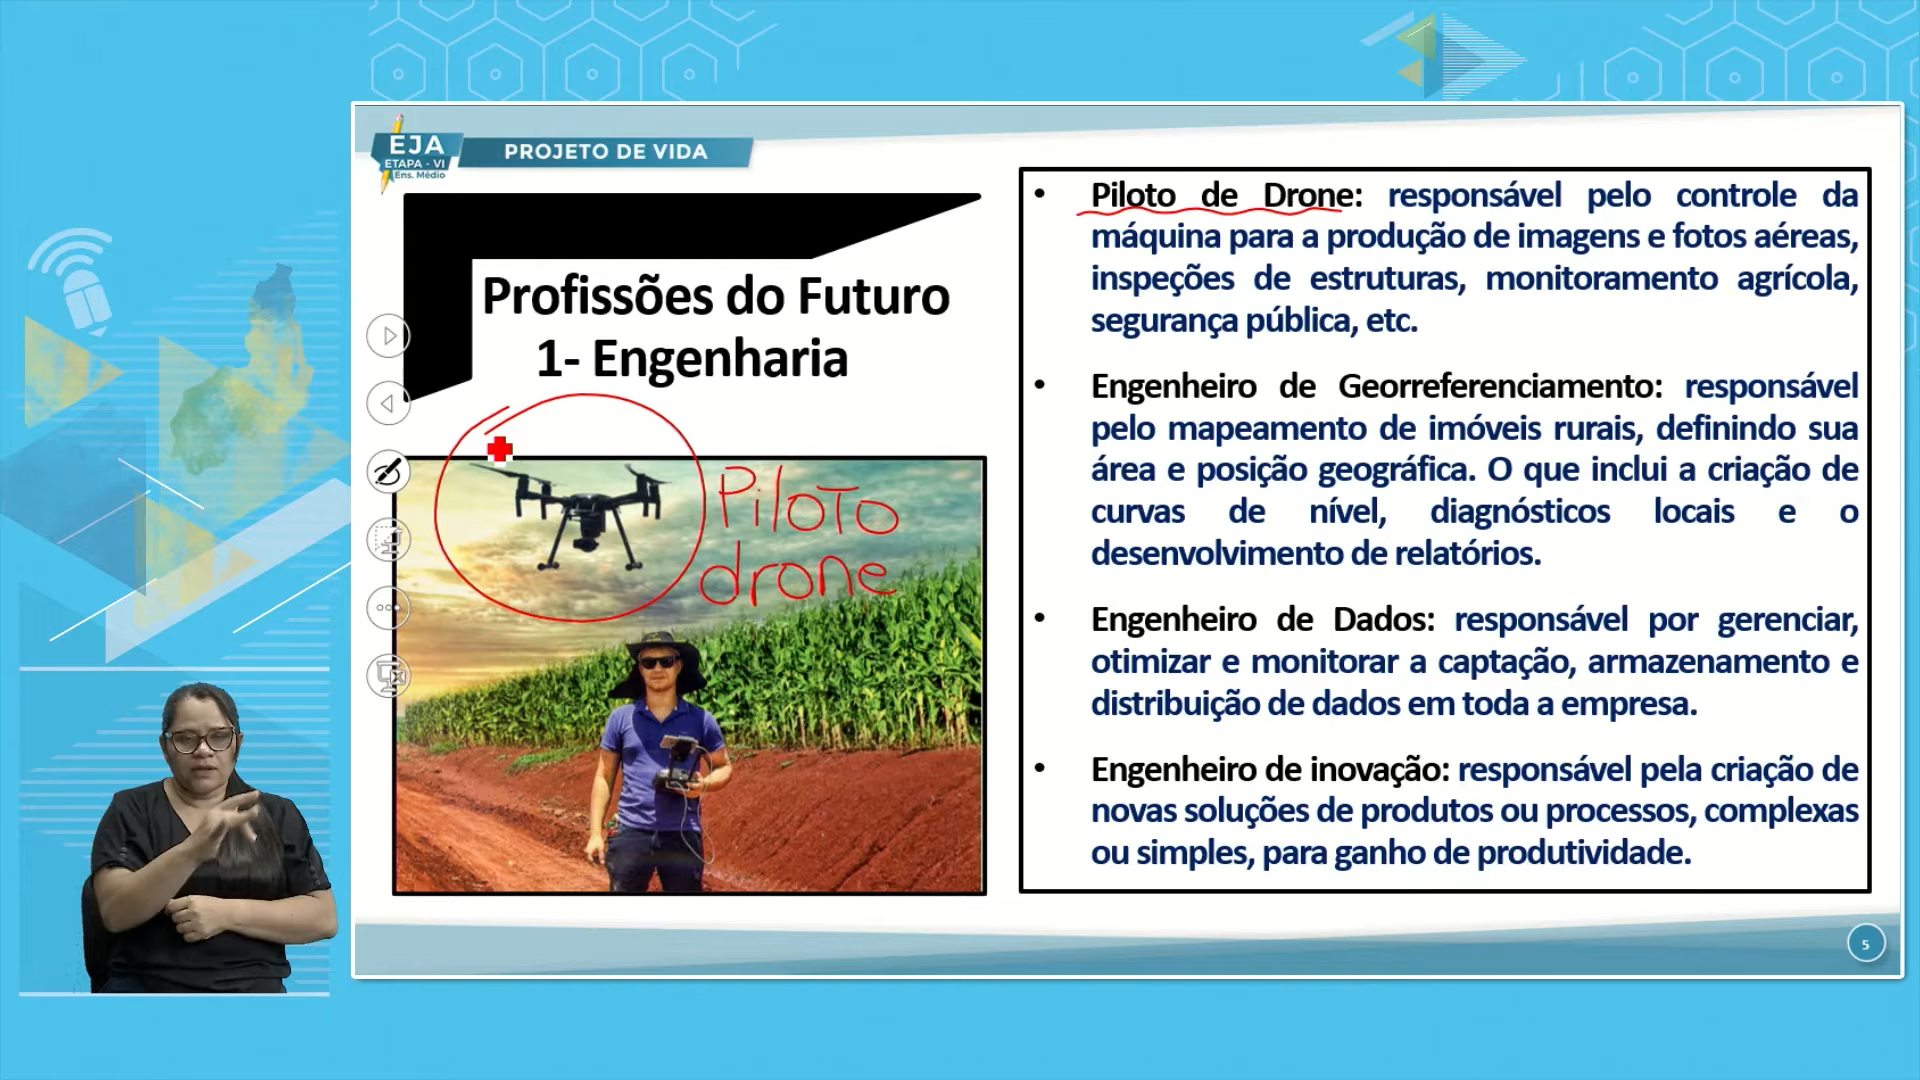 EJA
ETAPA - VI
Ens. Médio
PROJETO DE VIDA
Profissões do Futuro
1- Engenharia
Piloto
drone
• Piloto de Drone: responsável pelo controle da
máquina para a produção de imagens e fotos aéreas,
inspeções de estruturas, monitoramento agrícola,
segurança pública, etc.
• Engenheiro de Georreferenciamento: responsável
pelo mapeamento de imóveis rurais, definindo sua
área e posição geográfica. O que inclui a criação de
curvas de nível, diagnósticos locais e o
desenvolvimento de relatórios.
• Engenheiro de Dados: responsável por gerenciar,
otimizar e monitorar a captação, armazenamento e
distribuição de dados em toda a empresa.
• Engenheiro de inovação: responsável pela criação de
novas soluções de produtos ou processos, complexas
ou simples, para ganho de produtividade.
5